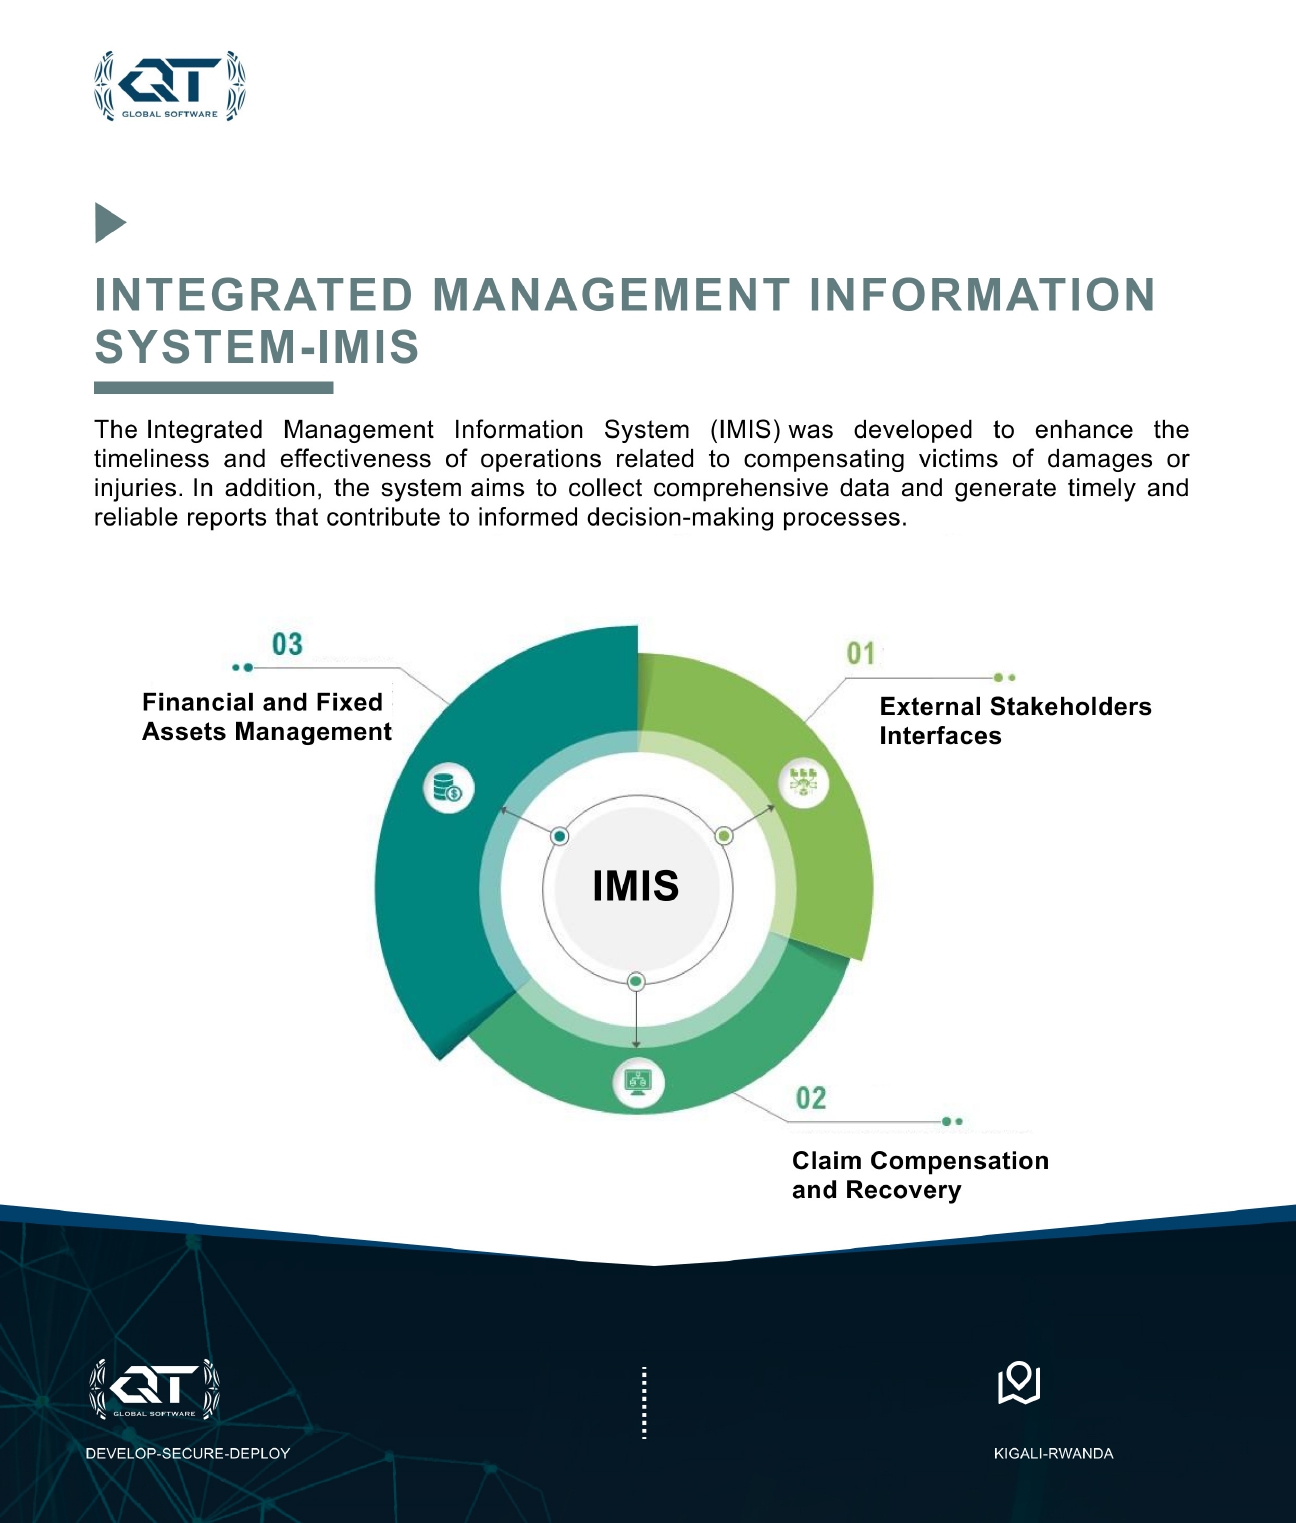 QT
GLOBAL SOFTWARE
INTEGRATED MANAGEMENT INFORMATION
SYSTEM-IMIS
The Integrated Management Information System (IMIS) was developed to enhance the
timeliness and effectiveness of operations related to compensating victims of damages or
injuries. In addition, the system aims to collect comprehensive data and generate timely and
reliable reports that contribute to informed decision-making processes.
03
Financial and Fixed
Assets Management
01
External Stakeholders
Interfaces
IMIS
02
Claim Compensation
and Recovery
QT
GLOBAL SOFTWARE
DEVELOP-SECURE-DEPLOY
KIGALI-RWANDA